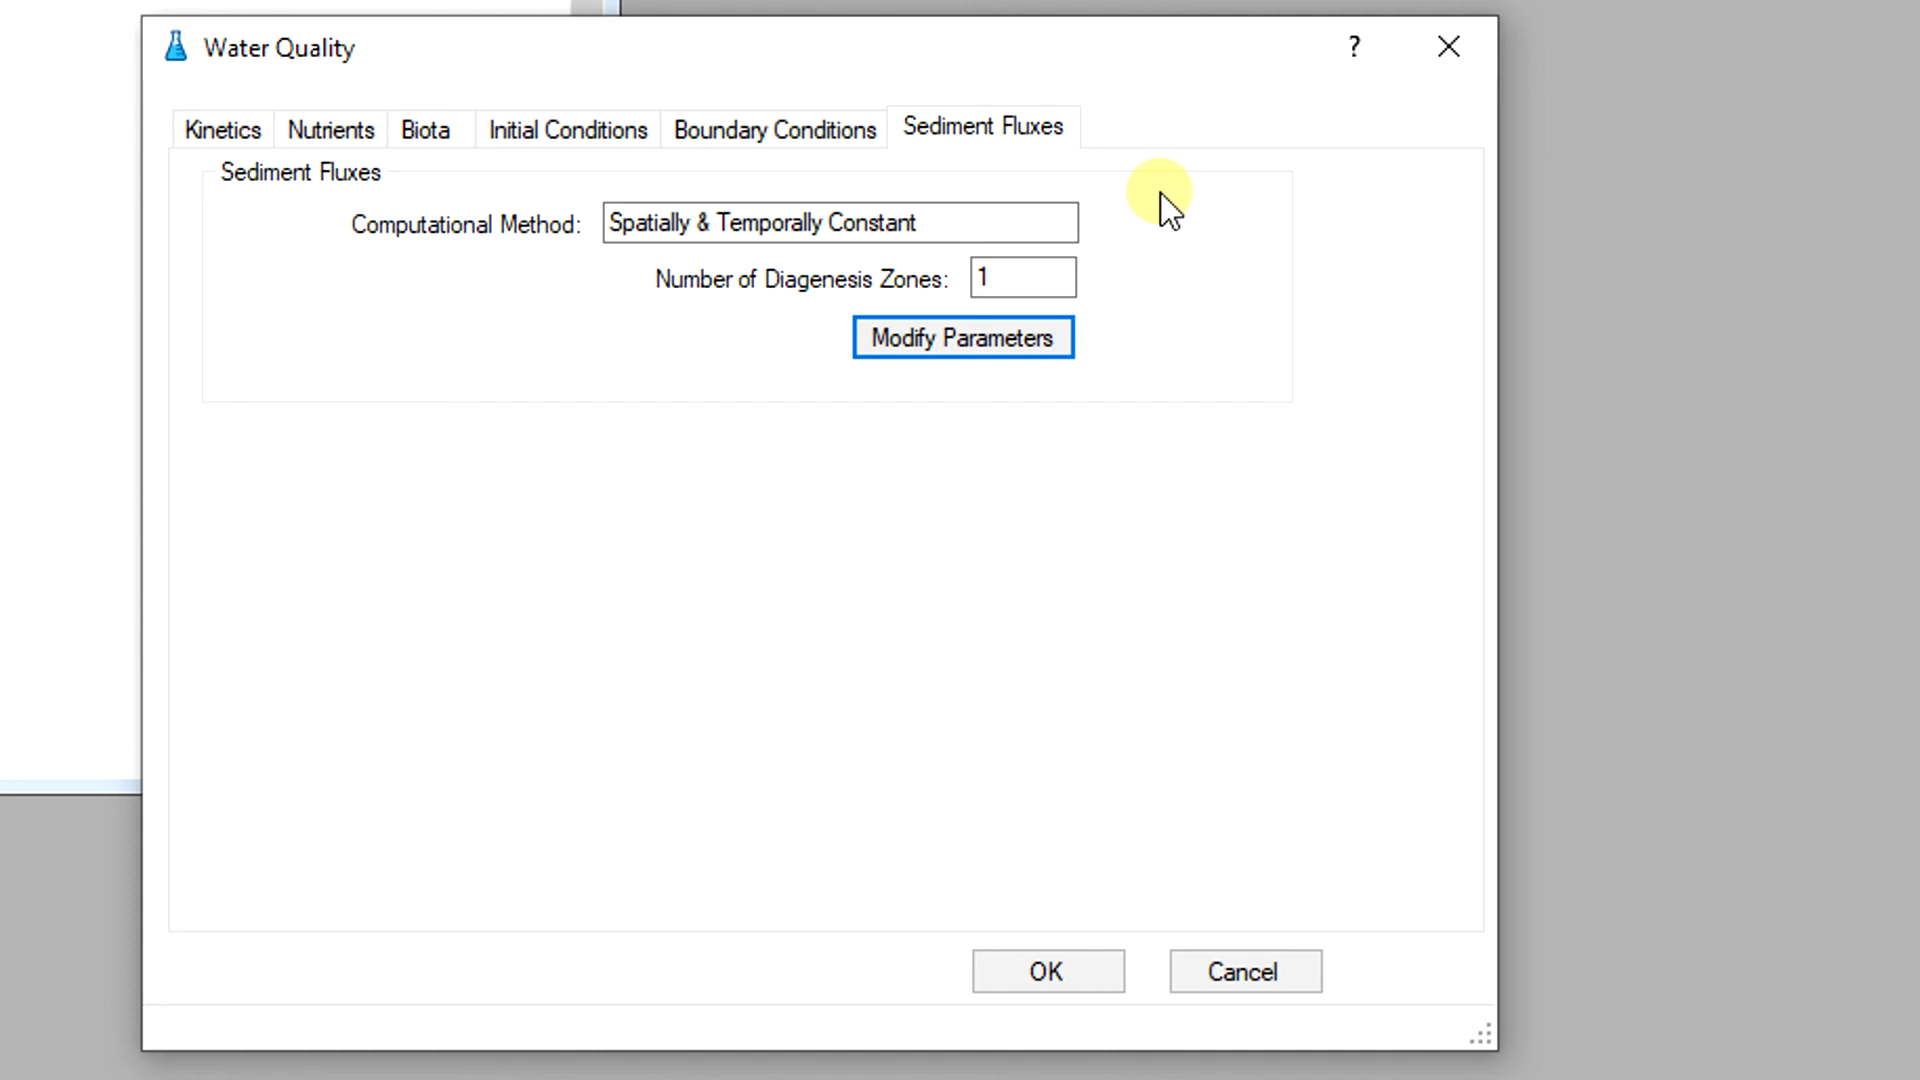 Water Quality
?
Kinetics Nutrients Biota Initial Conditions Boundary Conditions Sediment Fluxes
Sediment Fluxes
Computational Method: Spatially & Temporally Constant
Number of Diagenesis Zones: 1
Modify Parameters
OK Cancel